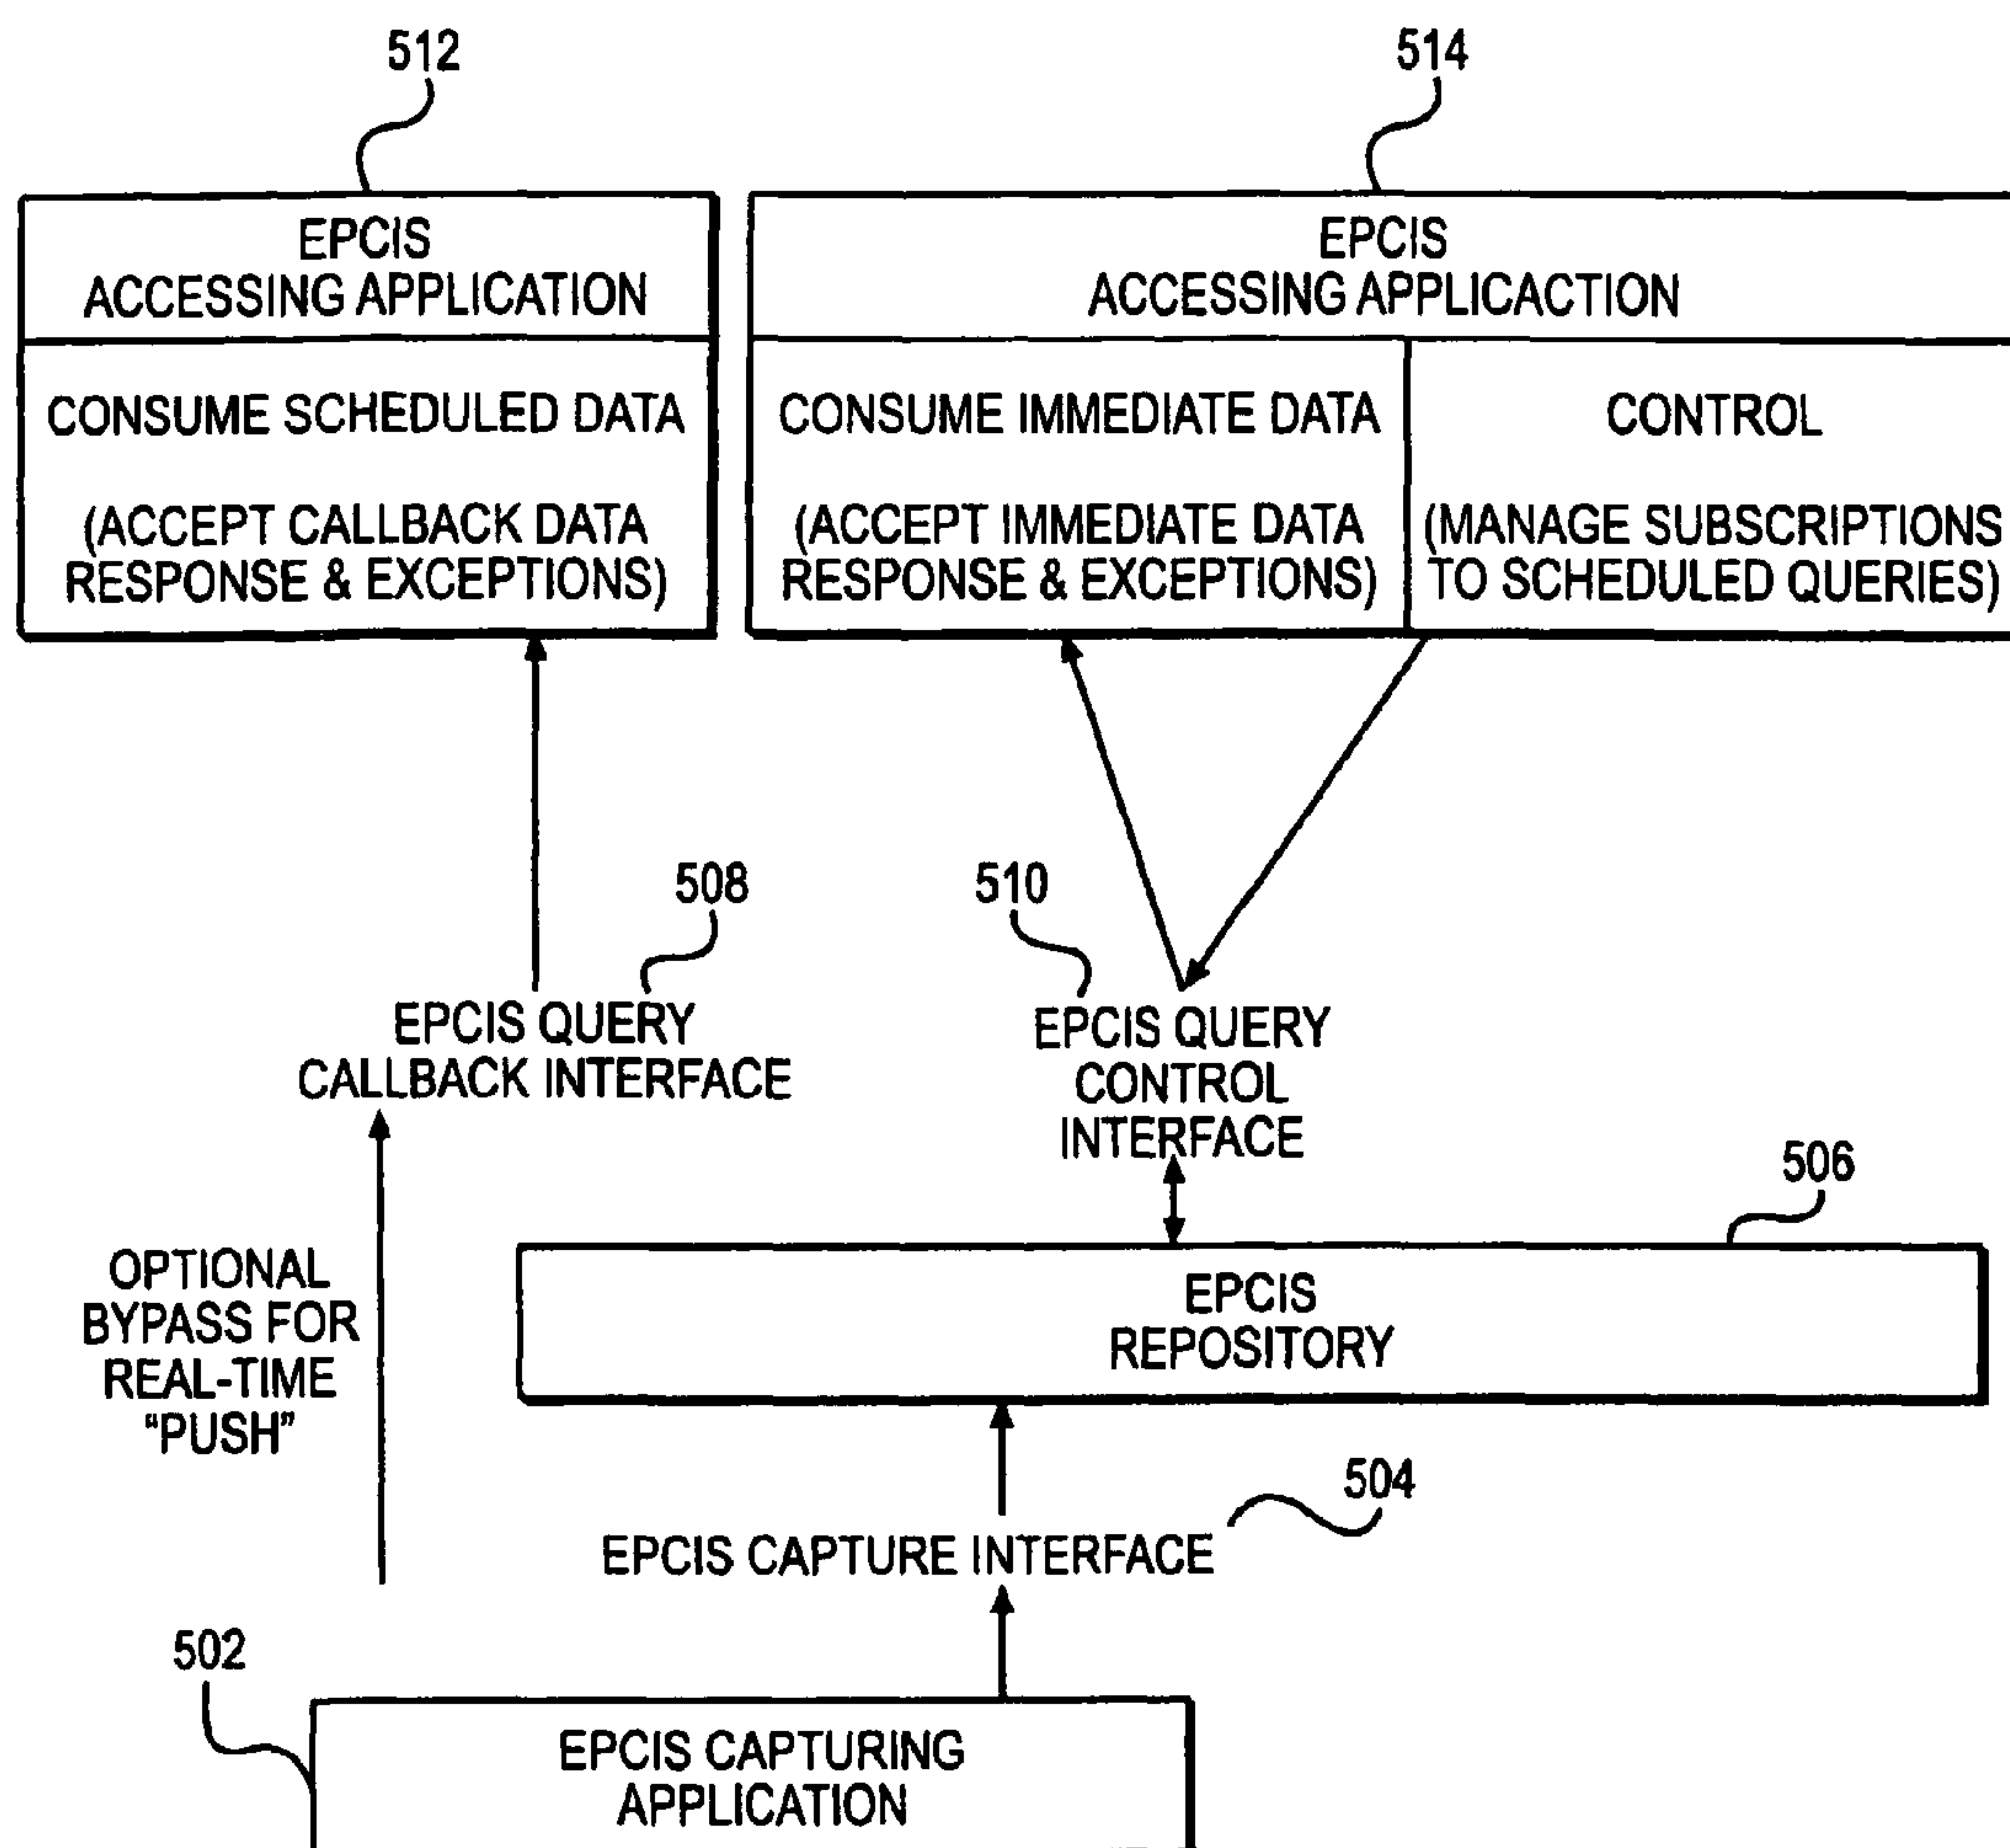 512
514
EPCIS
ACCESSING APPLICATION
EPCIS
ACCESSING APPLICACTION
CONSUME SCHEDULED DATA
(ACCEPT CALLBACK DATA
RESPONSE & EXCEPTIONS)
CONSUME IMMEDIATE DATA
(ACCEPT IMMEDIATE DATA
RESPONSE & EXCEPTIONS)
CONTROL
(MANAGE SUBSCRIPTIONS
TO SCHEDULED QUERIES)
508
510
EPCIS QUERY
CALLBACK INTERFACE
EPCIS QUERY
CONTROL
INTERFACE
506
OPTIONAL
BYPASS FOR
REAL-TIME
“PUSH”
EPCIS
REPOSITORY
504
EPCIS CAPTURE INTERFACE
502
EPCIS CAPTURING
APPLICATION